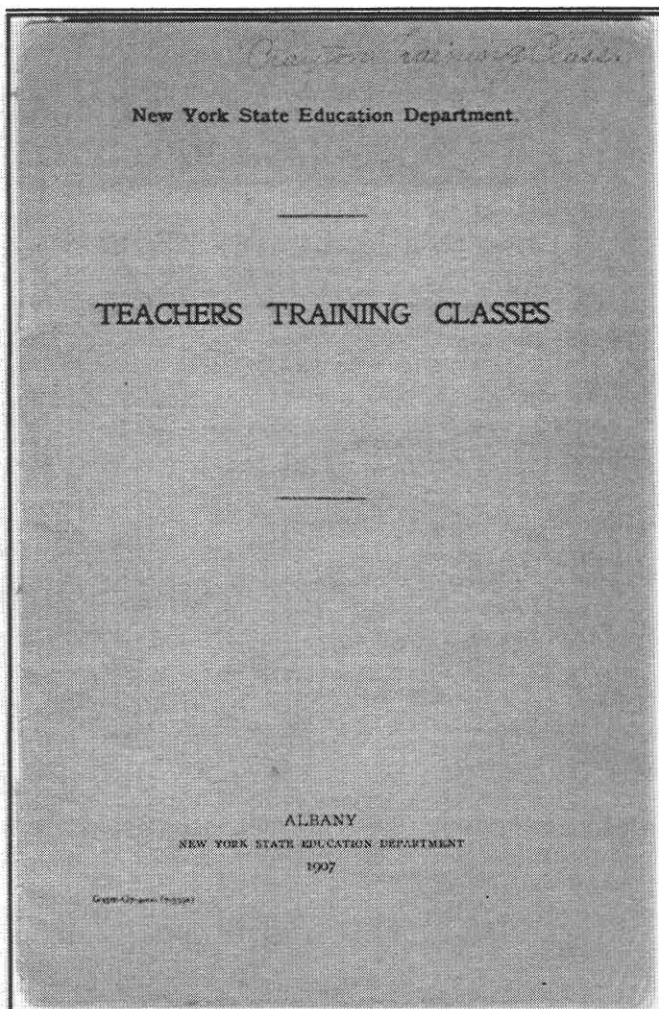 Training Class.
New York State Education Department.
TEACHERS TRAINING CLASSES
ALBANY
NEW YORK STATE EDUCATION DEPARTMENT
1907